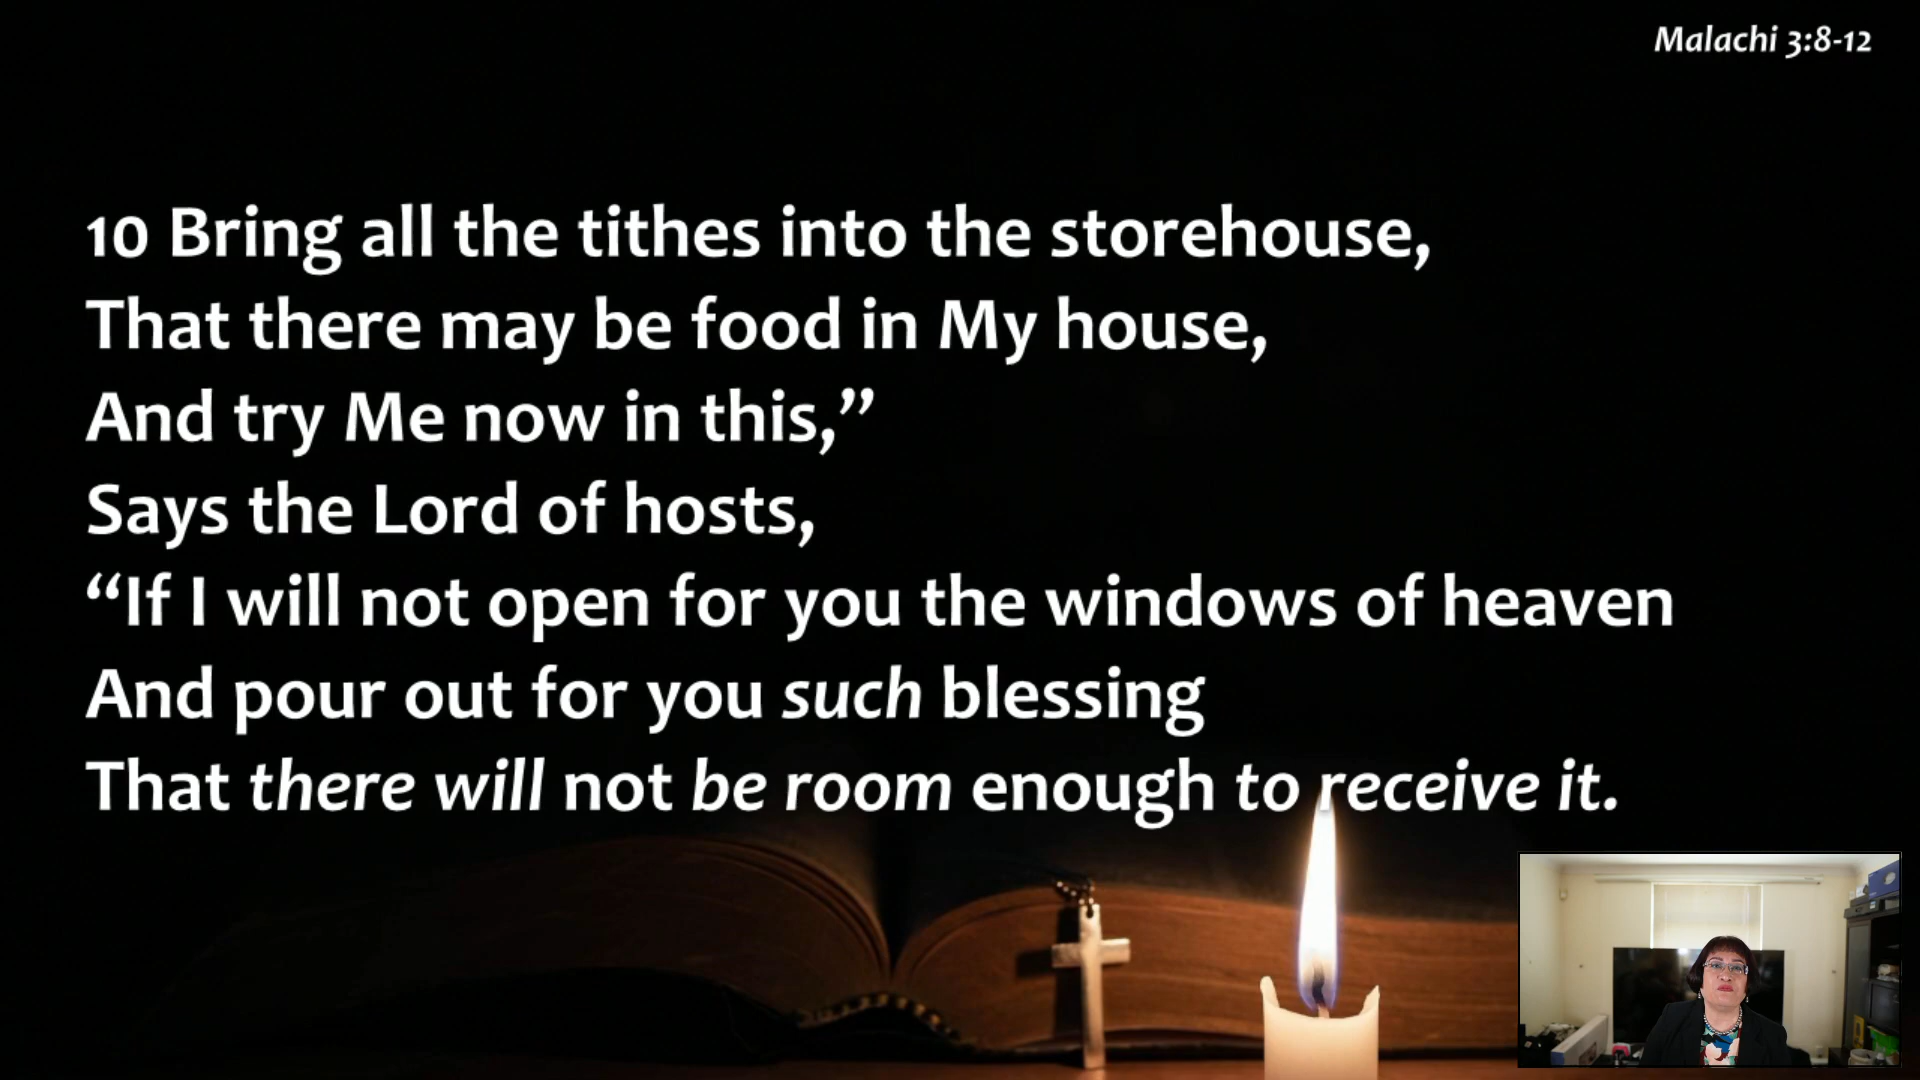 Malachi 3:8-12
10 Bring all the tithes into the storehouse,
That there may be food in My house,
And try Me now in this,”
Says the Lord of hosts,
“If I will not open for you the windows of heaven
And pour out for you such blessing
That there will not be room enough to receive it.